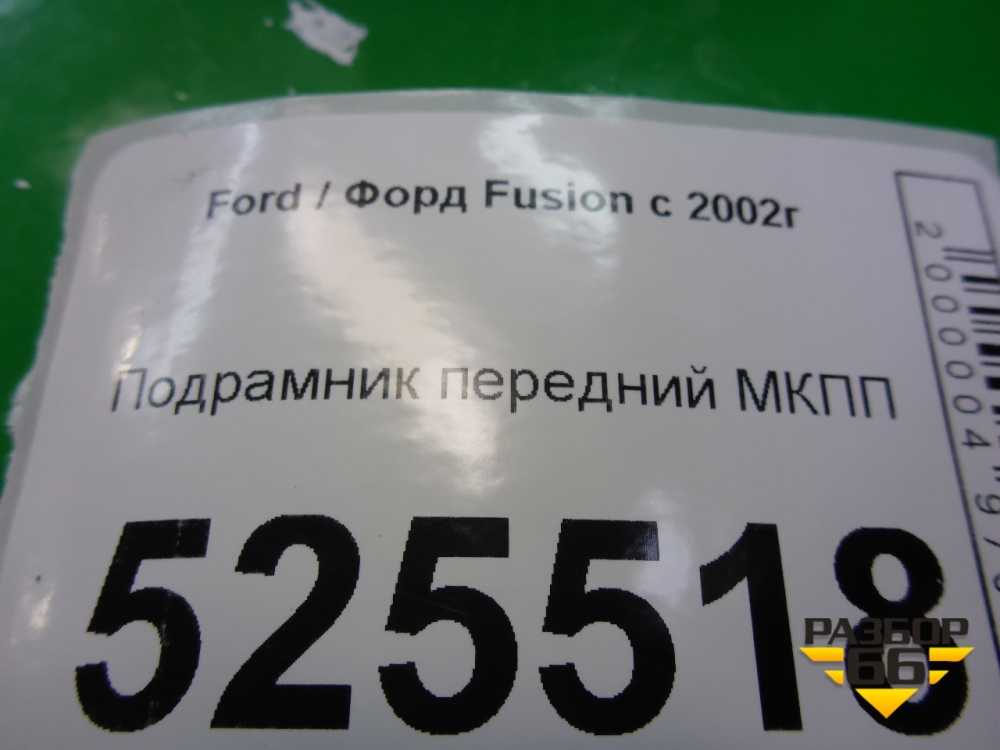 Ford / Форд Fusion с 2002г
Подрамник передний МКПП
525518
РАЗБОР
66